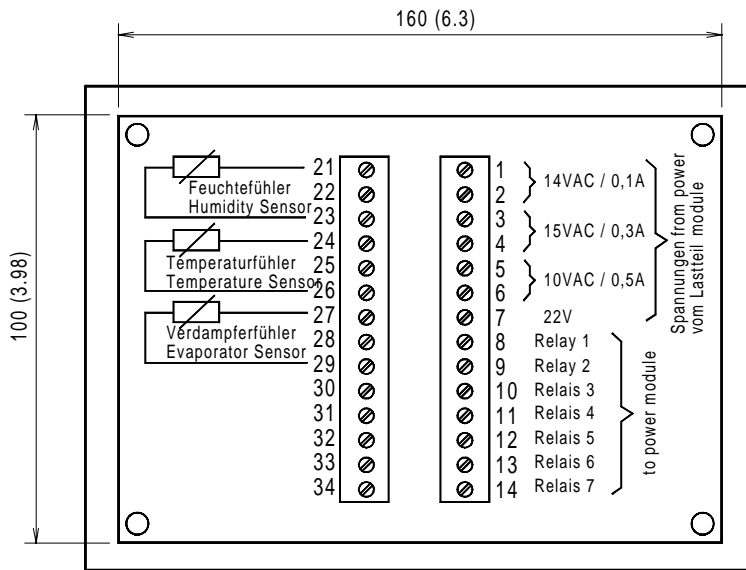 160 (6.3)
100 (3.98)
21
22
23
24
25
26
27
28
29
30
31
32
33
34
Feuchtefühler
Humidity Sensor
Temperaturfühler
Temperature Sensor
Verdampferfühler
Evaporator Sensor
1
2
3
4
5
6
7
8
9
10
11
12
13
14
14VAC / 0,1A
15VAC / 0,3A
10VAC / 0,5A
22V
Relay 1
Relay 2
Relais 3
Relais 4
Relais 5
Relais 6
Relais 7
Spannungen from power
vom Lastteil module
to power module